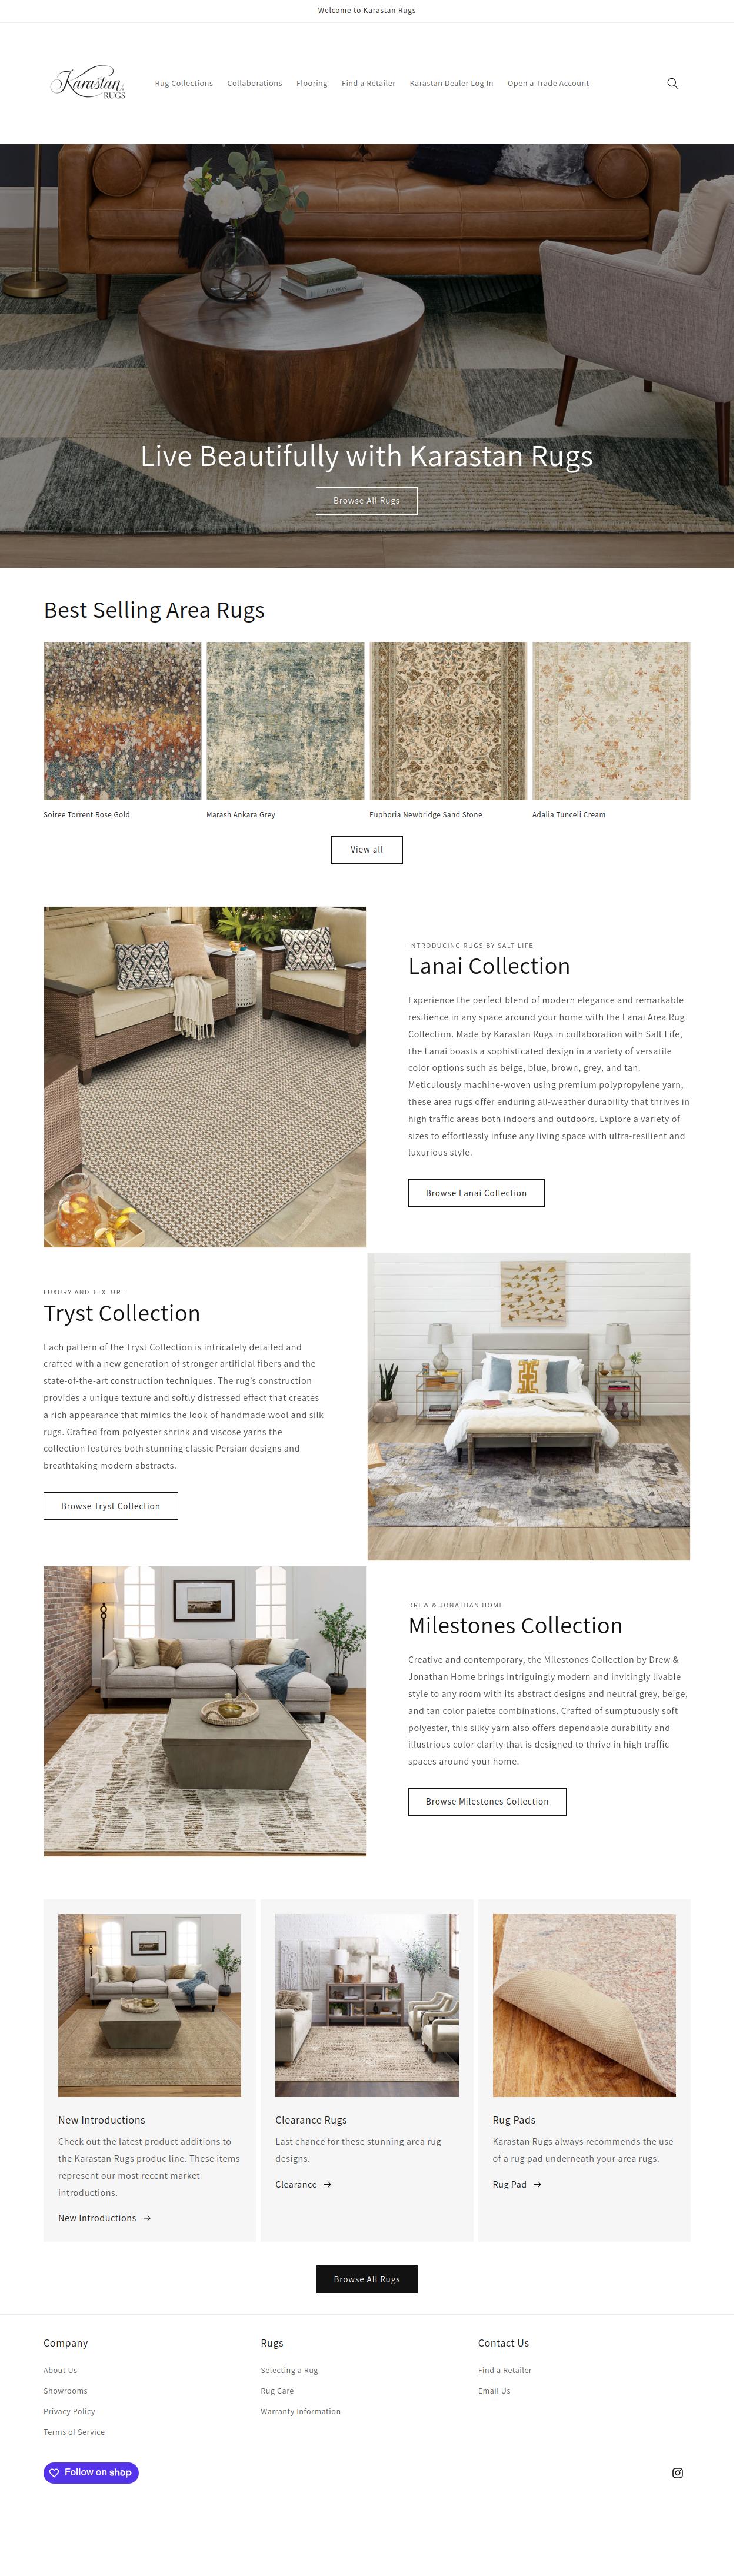 Welcome to Karastan Rugs
Karastan
RUGS
Rug Collections
Collaborations
Flooring
Find a Retailer
Karastan Dealer Log In
Open a Trade Account
Live Beautifully with Karastan Rugs
Browse All Rugs
Best Selling Area Rugs
Soiree Torrent Rose Gold
Marash Ankara Grey
Euphoria Newbridge Sand Stone
Adalia Tunceli Cream
View all
INTRODUCING RUGS BY SALT LIFE
Lanai Collection
Experience the perfect blend of modern elegance and remarkable
resilience in any space around your home with the Lanai Area Rug
Collection. Made by Karastan Rugs in collaboration with Salt Life,
the Lanai boasts a sophisticated design in a variety of versatile
color options such as beige, blue, brown, grey, and tan.
Meticulously machine-woven using premium polypropylene yarn,
these area rugs offer enduring all-weather durability that thrives in
high traffic areas both indoors and outdoors. Explore a variety of
sizes to effortlessly infuse any living space with ultra-resilient and
luxurious style.
Browse Lanai Collection
LUXURY AND TEXTURE
Tryst Collection
Each pattern of the Tryst Collection is intricately detailed and
crafted with a new generation of stronger artificial fibers and the
state-of-the-art construction techniques. The rug's construction
provides a unique texture and softly distressed effect that creates
a rich appearance that mimics the look of handmade wool and silk
rugs. Crafted from polyester shrink and viscose yarns the
collection features both stunning classic Persian designs and
breathtaking modern abstracts.
Browse Tryst Collection
DREW & JONATHAN HOME
Milestones Collection
Creative and contemporary, the Milestones Collection by Drew &
Jonathan Home brings intriguingly modern and invitingly livable
style to any room with its abstract designs and neutral grey, beige,
and tan color palette combinations. Crafted of sumptuously soft
polyester, this silky yarn also offers dependable durability and
illustrious color clarity that is designed to thrive in high traffic
spaces around your home.
Browse Milestones Collection
New Introductions
Check out the latest product additions to
the Karastan Rugs produc line. These items
represent our most recent market
introductions.
New Introductions →
Clearance Rugs
Last chance for these stunning area rug
designs.
Clearance →
Rug Pads
Karastan Rugs always recommends the use
of a rug pad underneath your area rugs.
Rug Pad →
Browse All Rugs
Company
About Us
Showrooms
Privacy Policy
Terms of Service
Rugs
Selecting a Rug
Rug Care
Warranty Information
Contact Us
Find a Retailer
Email Us
Follow on shop